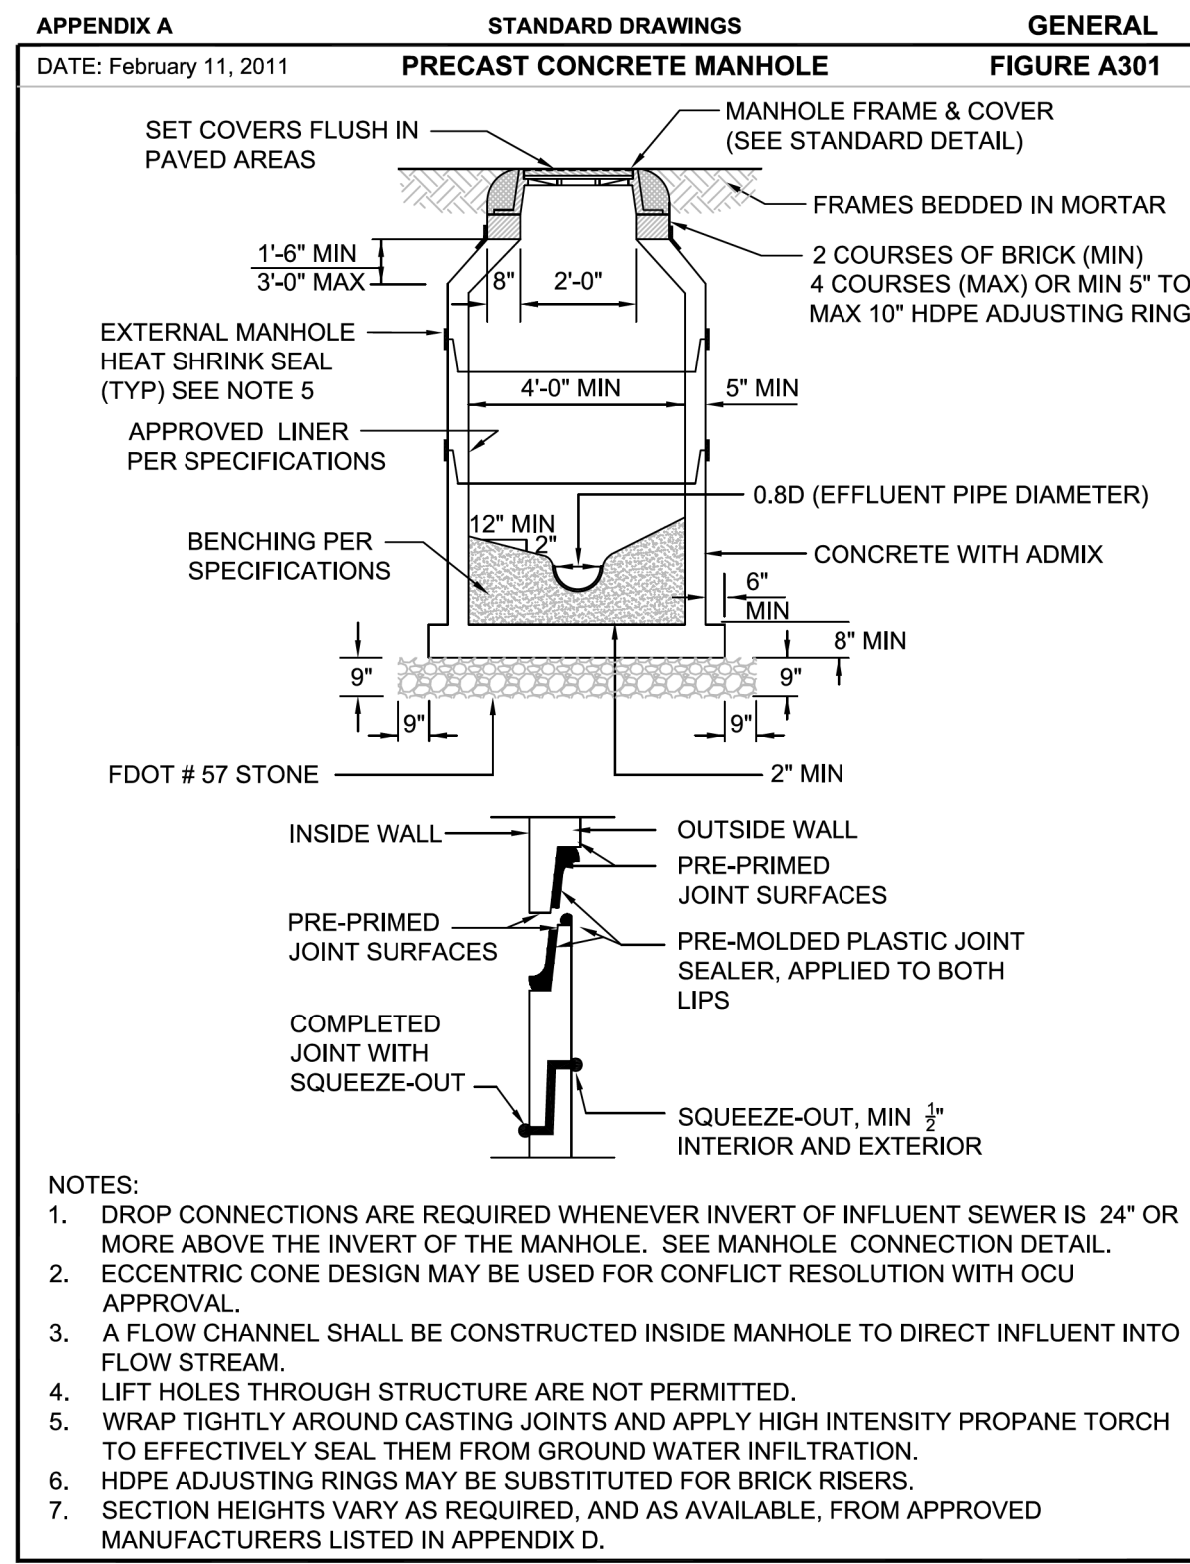 APPENDIX A STANDARD DRAWINGS GENERAL
DATE: February 11, 2011 PRECAST CONCRETE MANHOLE FIGURE A301
SET COVERS FLUSH IN
PAVED AREAS
MANHOLE FRAME & COVER
(SEE STANDARD DETAIL)
FRAMES BEDDED IN MORTAR
1'-6" MIN
3'-0" MAX
8"
2'-0"
2 COURSES OF BRICK (MIN)
4 COURSES (MAX) OR MIN 5" TO
MAX 10" HDPE ADJUSTING RING
EXTERNAL MANHOLE
HEAT SHRINK SEAL
(TYP) SEE NOTE 5
4'-0" MIN
5" MIN
APPROVED LINER
PER SPECIFICATIONS
0.8D (EFFLUENT PIPE DIAMETER)
12" MIN
2"
BENCHING PER
SPECIFICATIONS
CONCRETE WITH ADMIX
6"
MIN
8" MIN
9"
9"
9"
9"
FDOT # 57 STONE
2" MIN
INSIDE WALL
OUTSIDE WALL
PRE-PRIMED
JOINT SURFACES
PRE-PRIMED
JOINT SURFACES
PRE-MOLDED PLASTIC JOINT
SEALER, APPLIED TO BOTH
LIPS
COMPLETED
JOINT WITH
SQUEEZE-OUT
SQUEEZE-OUT, MIN 1/2"
INTERIOR AND EXTERIOR
NOTES:
1. DROP CONNECTIONS ARE REQUIRED WHENEVER INVERT OF INFLUENT SEWER IS 24" OR
MORE ABOVE THE INVERT OF THE MANHOLE. SEE MANHOLE CONNECTION DETAIL.
2. ECCENTRIC CONE DESIGN MAY BE USED FOR CONFLICT RESOLUTION WITH OCU
APPROVAL.
3. A FLOW CHANNEL SHALL BE CONSTRUCTED INSIDE MANHOLE TO DIRECT INFLUENT INTO
FLOW STREAM.
4. LIFT HOLES THROUGH STRUCTURE ARE NOT PERMITTED.
5. WRAP TIGHTLY AROUND CASTING JOINTS AND APPLY HIGH INTENSITY PROPANE TORCH
TO EFFECTIVELY SEAL THEM FROM GROUND WATER INFILTRATION.
6. HDPE ADJUSTING RINGS MAY BE SUBSTITUTED FOR BRICK RISERS.
7. SECTION HEIGHTS VARY AS REQUIRED, AND AS AVAILABLE, FROM APPROVED
MANUFACTURERS LISTED IN APPENDIX D.